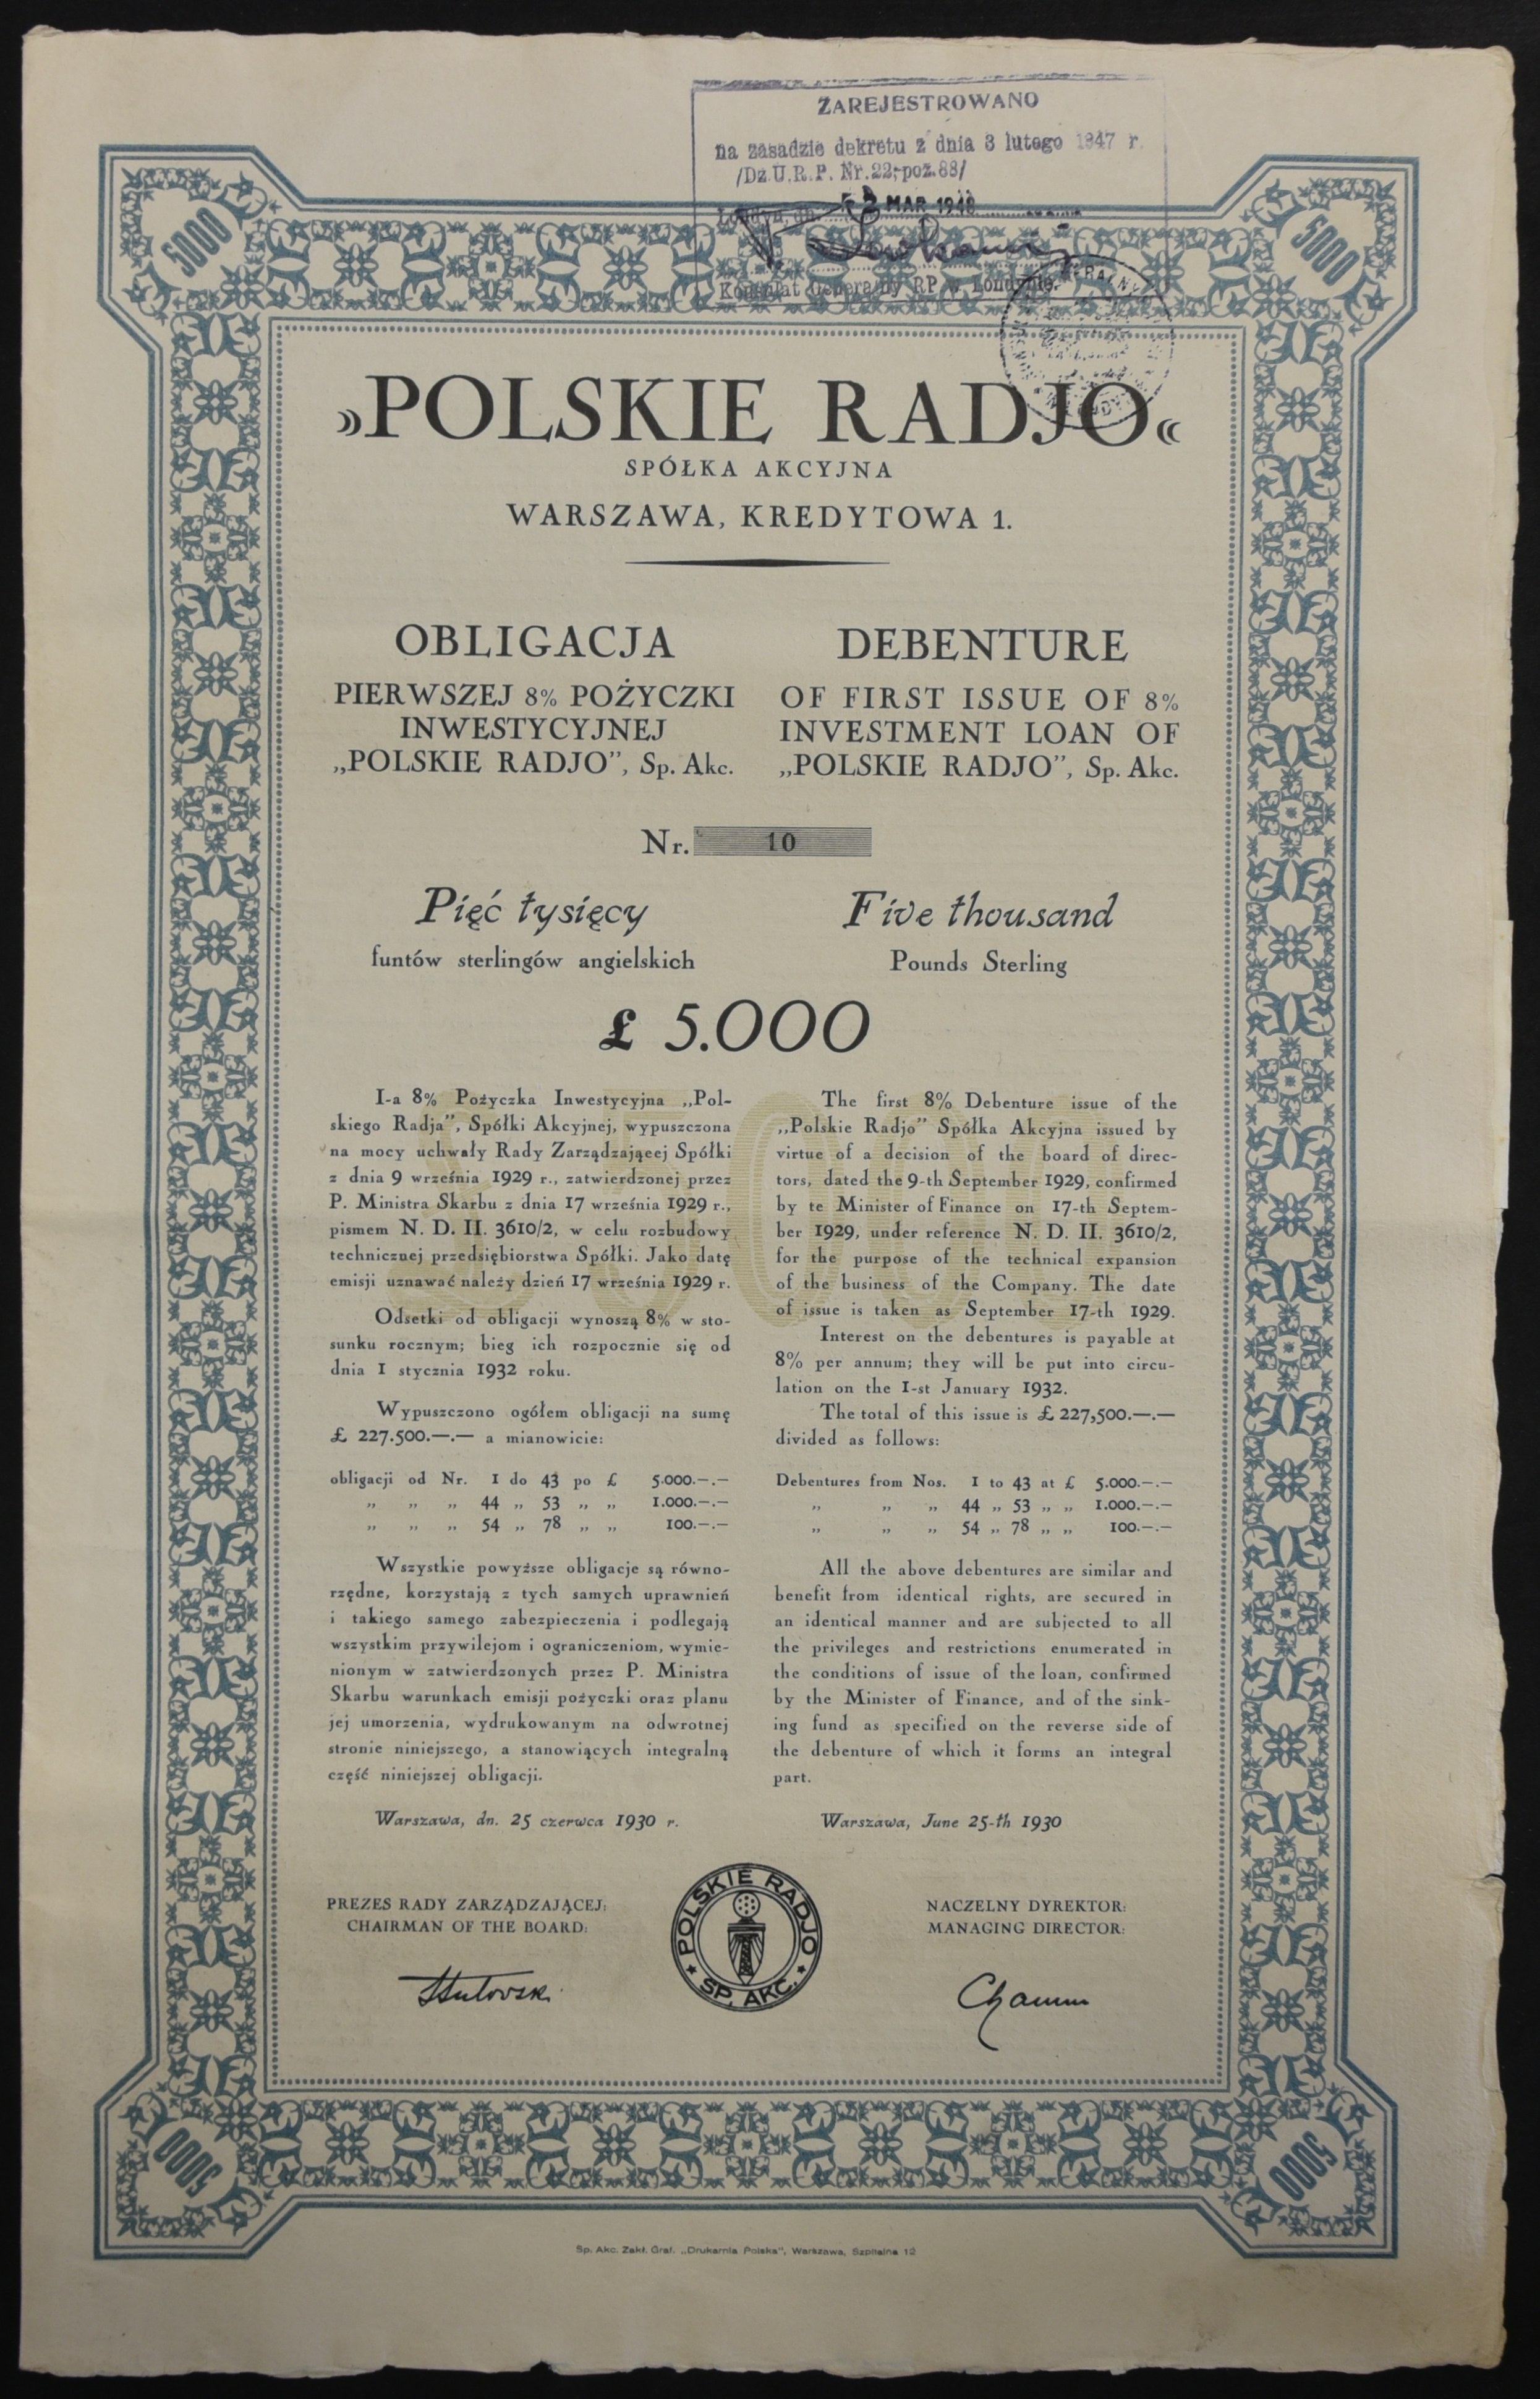 ZAREJESTROWANO
na zasadzie dekretu z dnia 3 lutego 1947 r.
/Dz.U.R.P. Nr.22, poz.88/
Londyn, dn. 3 MAR 1948
Konsulat Generalny RP w Londynie.
5000
5000
»POLSKIE RADJO«
SPÓŁKA AKCYJNA
WARSZAWA, KREDYTOWA 1.
OBLIGACJA
PIERWSZEJ 8% POŻYCZKI
INWESTYCYJNEJ
„POLSKIE RADJO”, Sp. Akc.
DEBENTURE
OF FIRST ISSUE OF 8%
INVESTMENT LOAN OF
„POLSKIE RADJO”, Sp. Akc.
Nr. 10
Pięć tysięcy
funtów sterlingów angielskich
Five thousand
Pounds Sterling
£ 5.000
I-a 8% Pożyczka Inwestycyjna „Pol-
skiego Radja”, Spółki Akcyjnej, wypuszczona
na mocy uchwały Rady Zarządzająeej Spółki
z dnia 9 września 1929 r., zatwierdzonej przez
P. Ministra Skarbu z dnia 17 września 1929 r.,
pismem N. D. II. 3610/2, w celu rozbudowy
technicznej przedsiębiorstwa Spółki. Jako datę
emisji uznawać należy dzień 17 września 1929 r.
Odsetki od obligacji wynoszą 8% w sto-
sunku rocznym; bieg ich rozpocznie się od
dnia 1 stycznia 1932 roku.
Wypuszczono ogółem obligacji na sumę
£ 227.500.—.— a mianowicie:
obligacji od Nr. 1 do 43 po £ 5.000.—.—
„ „ „ 44 „ 53 „ „ 1.000.—.—
„ „ „ 54 „ 78 „ „ 100.—.—
Wszystkie powyższe obligacje są równo-
rzędne, korzystają z tych samych uprawnień
i takiego samego zabezpieczenia i podlegają
wszystkim przywilejom i ograniczeniom, wymie-
nionym w zatwierdzonych przez P. Ministra
Skarbu warunkach emisji pożyczki oraz planu
jej umorzenia, wydrukowanym na odwrotnej
stronie niniejszego, a stanowiących integralną
część niniejszej obligacji.
Warszawa, dn. 25 czerwca 1930 r.
The first 8% Debenture issue of the
„Polskie Radjo” Spółka Akcyjna issued by
virtue of a decision of the board of direc-
tors, dated the 9-th September 1929, confirmed
by te Minister of Finance on 17-th Septem-
ber 1929, under reference N. D. II. 3610/2,
for the purpose of the technical expansion
of the business of the Company. The date
of issue is taken as September 17-th 1929.
Interest on the debentures is payable at
8% per annum; they will be put into circu-
lation on the 1-st January 1932.
The total of this issue is £ 227,500.—.—
divided as follows:
Debentures from Nos. 1 to 43 at £ 5.000.—.—
„ „ „ 44 „ 53 „ „ 1.000.—.—
„ „ „ 54 „ 78 „ „ 100.—.—
All the above debentures are similar and
benefit from identical rights, are secured in
an identical manner and are subjected to all
the privileges and restrictions enumerated in
the conditions of issue of the loan, confirmed
by the Minister of Finance, and of the sink-
ing fund as specified on the reverse side of
the debenture of which it forms an integral
part.
Warszawa, June 25-th 1930
PREZES RADY ZARZĄDZAJĄCEJ:
CHAIRMAN OF THE BOARD:
POLSKIE RADJO
SP. AKC.
NACZELNY DYREKTOR:
MANAGING DIRECTOR:
5000
5000
Sp. Akc. Zakł. Graf. „Drukarnia Polska”, Warszawa, Szpitalna 12